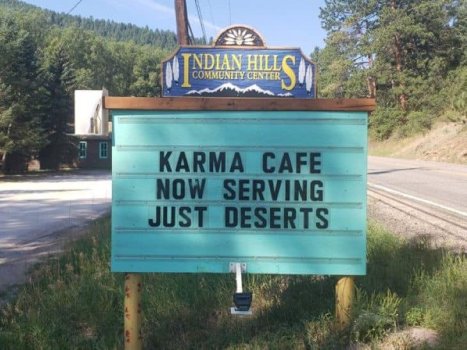 INDIAN HILLS
COMMUNITY CENTER
KARMA CAFE
NOW SERVING
JUST DESERTS